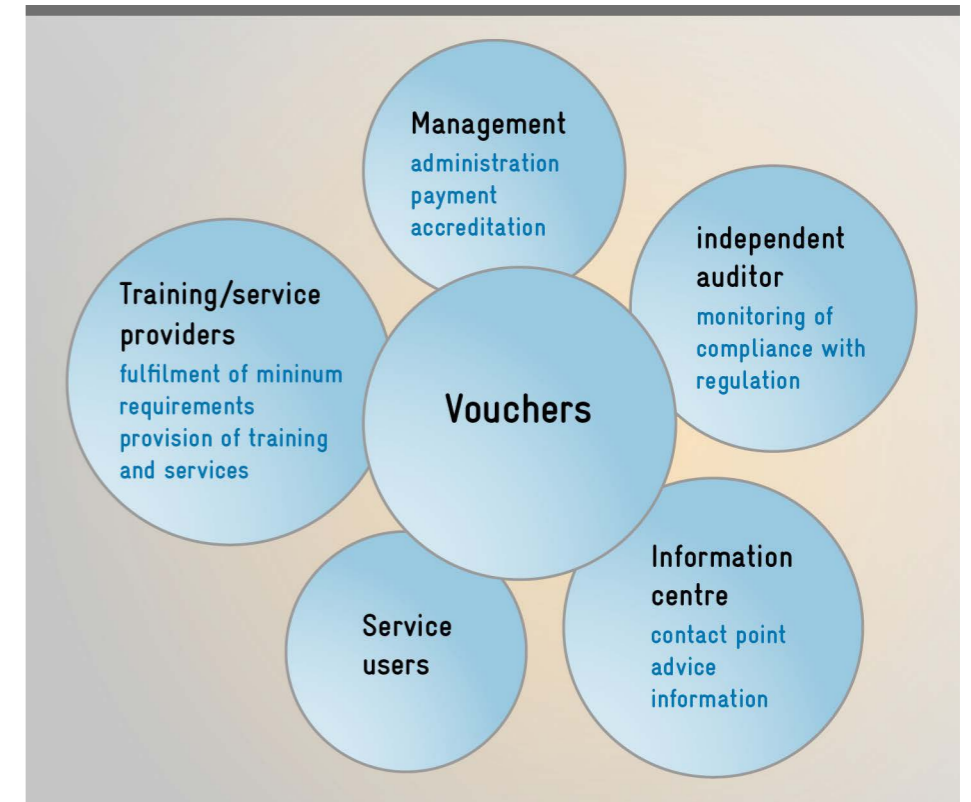 Management
administration
payment
accreditation
independent
auditor
monitoring of
compliance with
regulation
Training/service
providers
fulfilment of mininum
requirements
provision of training
and services
Vouchers
Information
centre
contact point
advice
information
Service
users